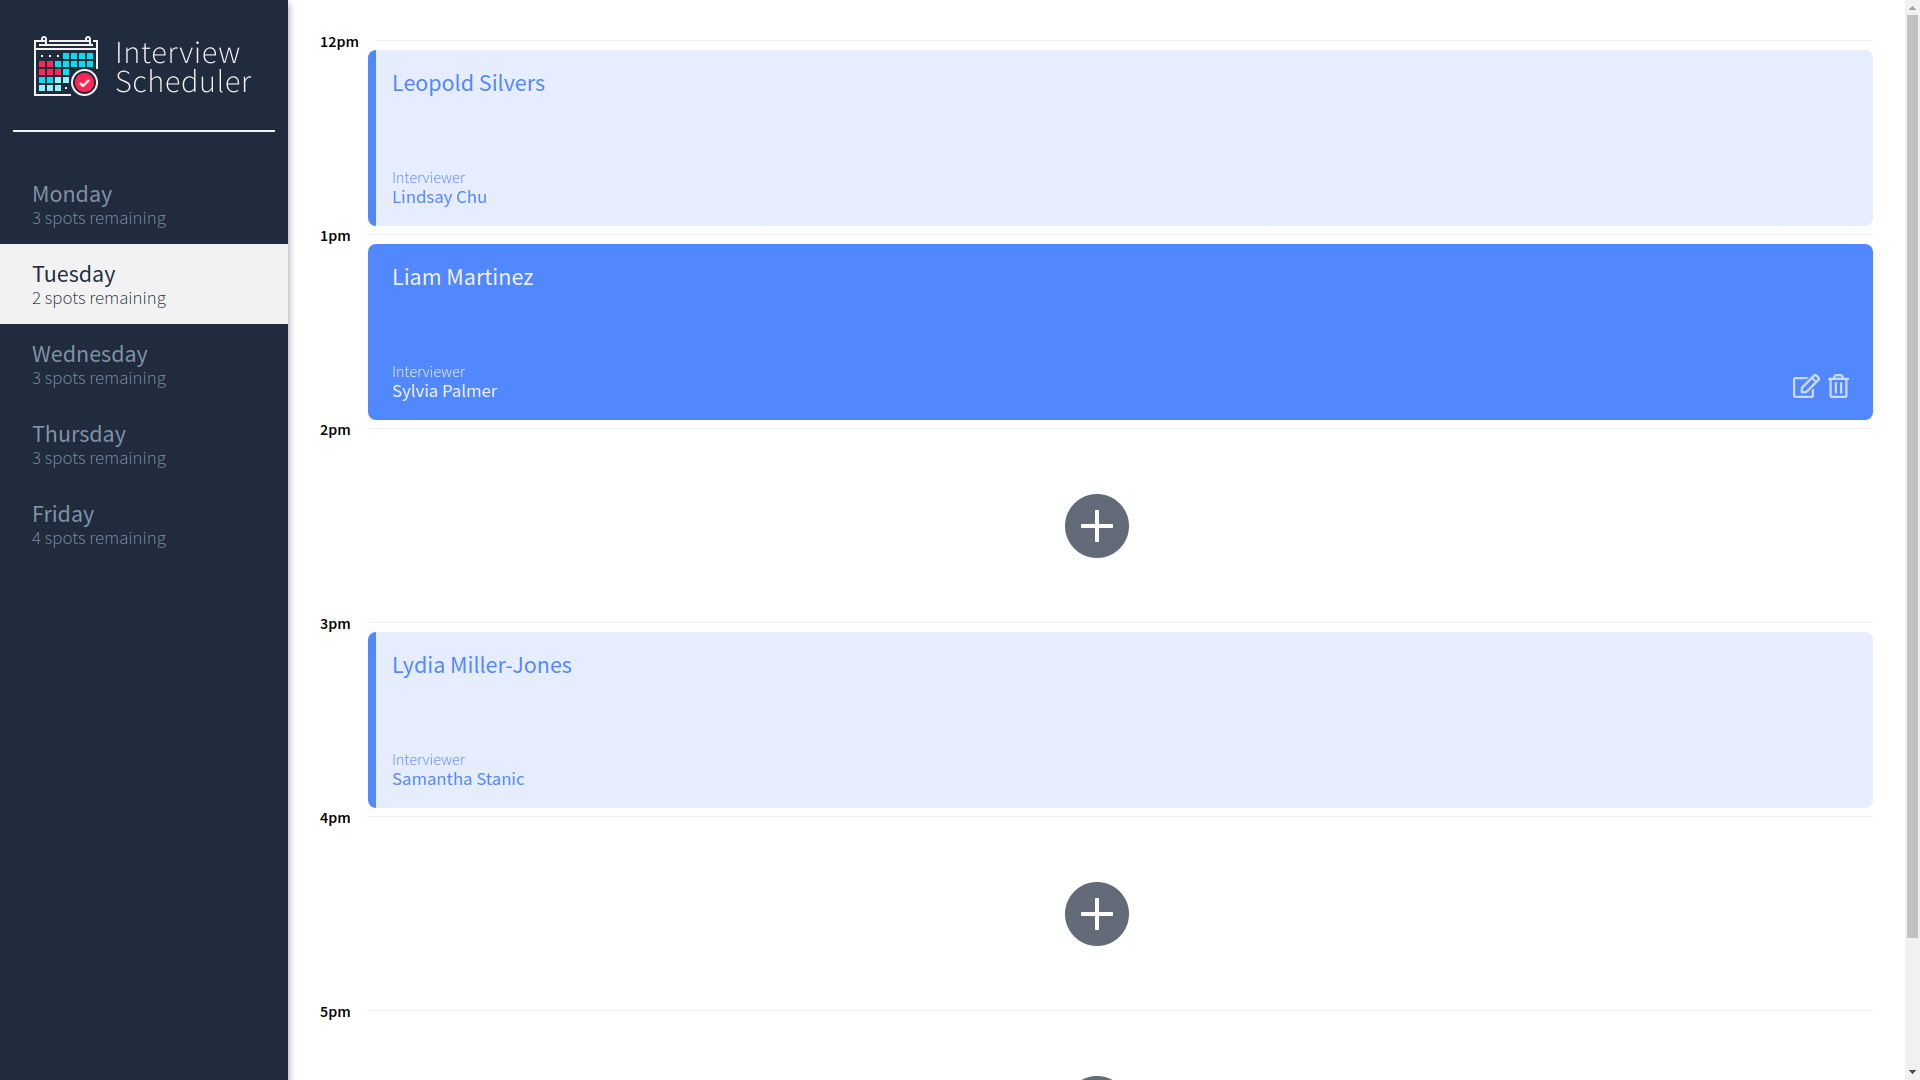 Interview
Scheduler
Monday
3 spots remaining
Tuesday
2 spots remaining
Wednesday
3 spots remaining
Thursday
3 spots remaining
Friday
4 spots remaining
12pm
Leopold Silvers
Interviewer
Lindsay Chu
1pm
Liam Martinez
Interviewer
Sylvia Palmer
2pm
3pm
Lydia Miller-Jones
Interviewer
Samantha Stanic
4pm
5pm